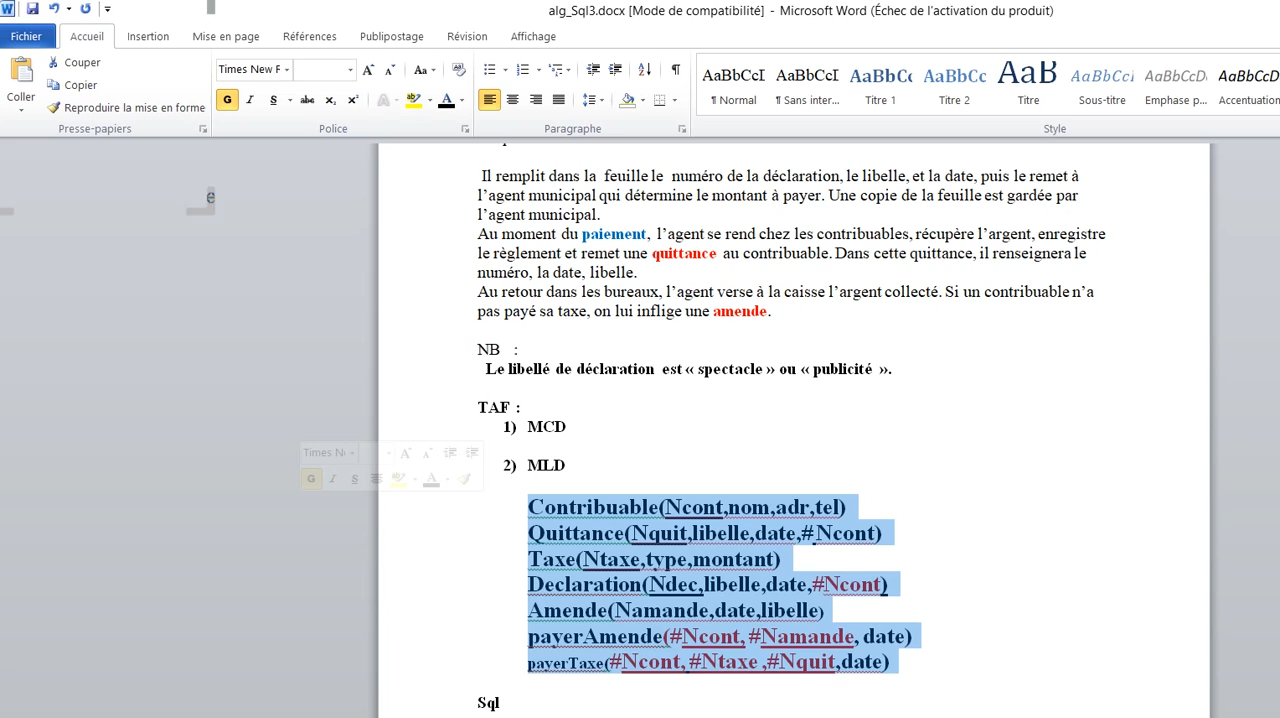 alg_Sql3.docx [Mode de compatibilité] - Microsoft Word (Échec de l'activation du produit)
Fichier Accueil Insertion Mise en page Références Publipostage Révision Affichage
Couper
Copier
Reproduire la mise en forme
Coller
Presse-papiers
Times New F
G I S abc x₂ x² A A A Aa
Police
Paragraphe
AaBbCcI AaBbCcI AaBbCc AaBbCc AaB AaBbCcI AaBbCcD AaBbCcD
¶ Normal ¶ Sans inter... Titre 1 Titre 2 Titre Sous-titre Emphase p... Accentuation
Style
e
Il remplit dans la feuille le numéro de la déclaration, le libelle, et la date, puis le remet à
l'agent municipal qui détermine le montant à payer. Une copie de la feuille est gardée par
l'agent municipal.
Au moment du paiement, l'agent se rend chez les contribuables, récupère l'argent, enregistre
le règlement et remet une quittance au contribuable. Dans cette quittance, il renseignera le
numéro, la date, libelle.
Au retour dans les bureaux, l'agent verse à la caisse l'argent collecté. Si un contribuable n'a
pas payé sa taxe, on lui inflige une amende.
NB :
Le libellé de déclaration est « spectacle » ou « publicité ».
TAF :
1) MCD
Times Ne
G I S A
2) MLD
Contribuable(Ncont,nom,adr,tel)
Quittance(Nquit,libelle,date,#Ncont)
Taxe(Ntaxe,type,montant)
Declaration(Ndec,libelle,date,#Ncont)
Amende(Namande,date,libelle)
payerAmende(#Ncont, #Namande, date)
payerTaxe(#Ncont, #Ntaxe ,#Nquit,date)
Sql